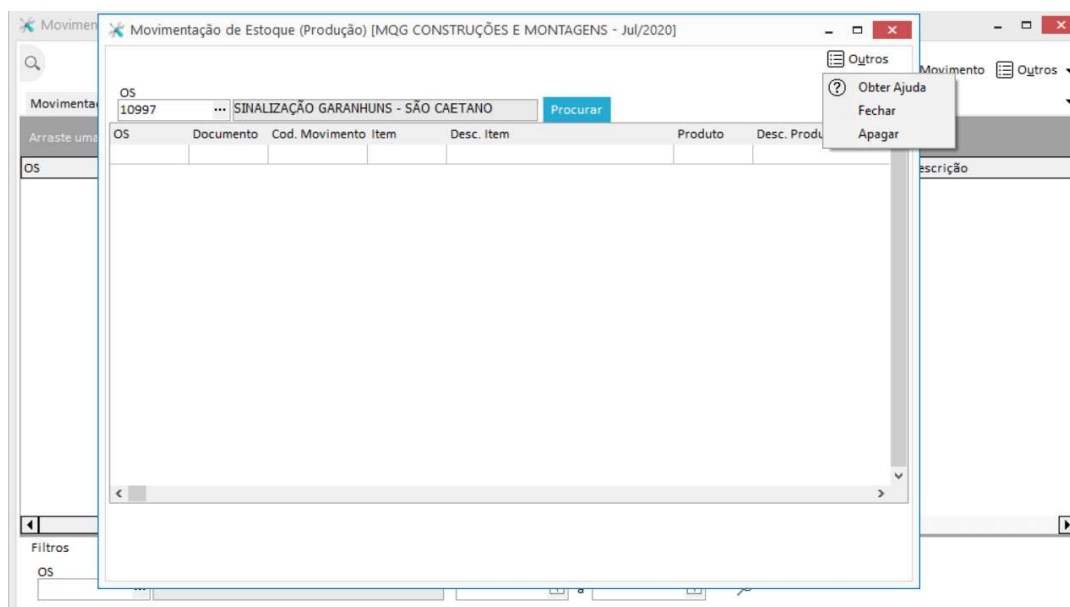 Movimen
Movimentação de Estoque (Produção) [MQG CONSTRUÇÕES E MONTAGENS - Jul/2020]
Outros
Movimento Outros
Obter Ajuda
Fechar
Apagar
OS
10997 ... SINALIZAÇÃO GARANHUNS - SÃO CAETANO Procurar
Movimentaç
OS Documento Cod. Movimento Item Desc. Item Produto Desc. Produ
Arraste uma
OS
escrição
Filtros
OS
a